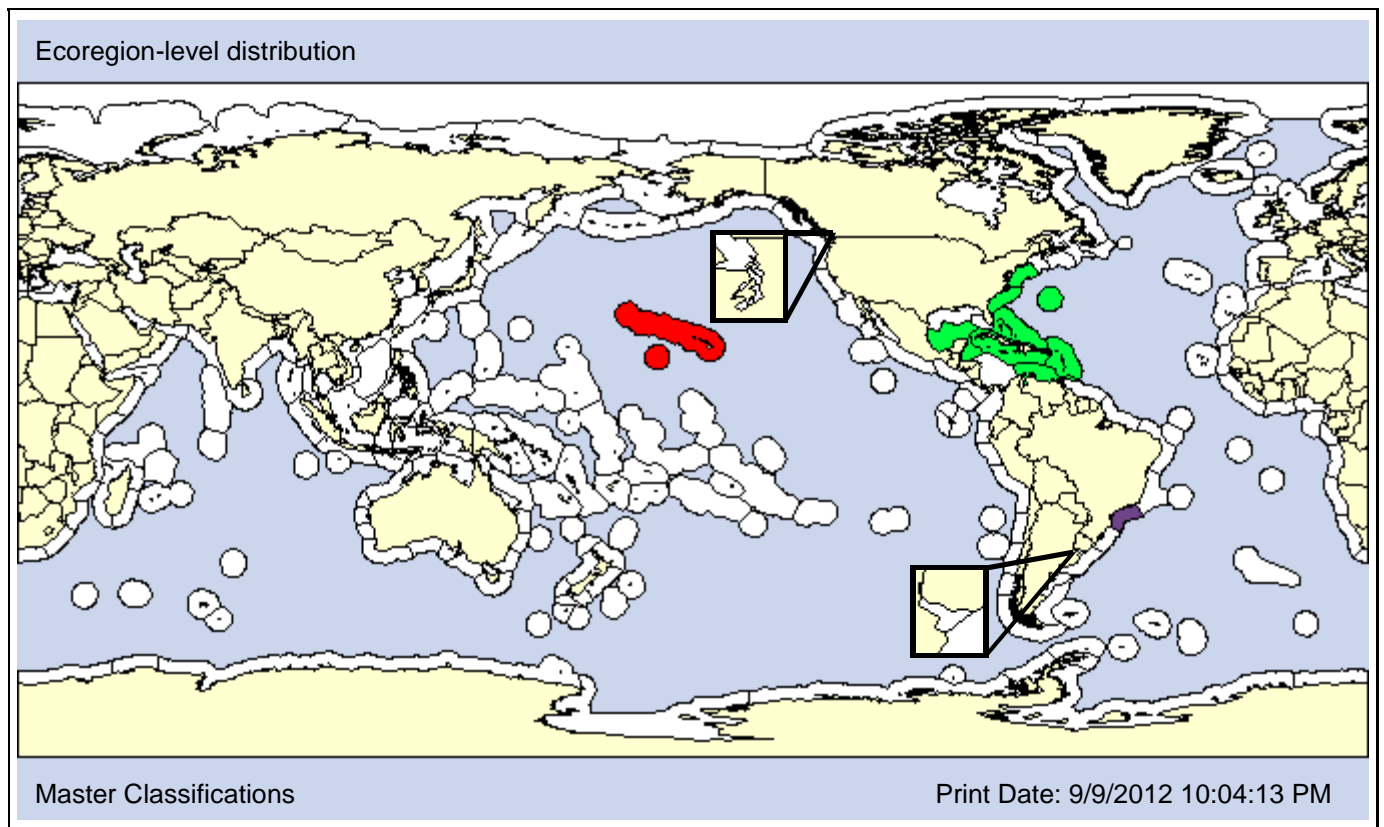 Ecoregion-level distribution
Master Classifications
Print Date: 9/9/2012 10:04:13 PM